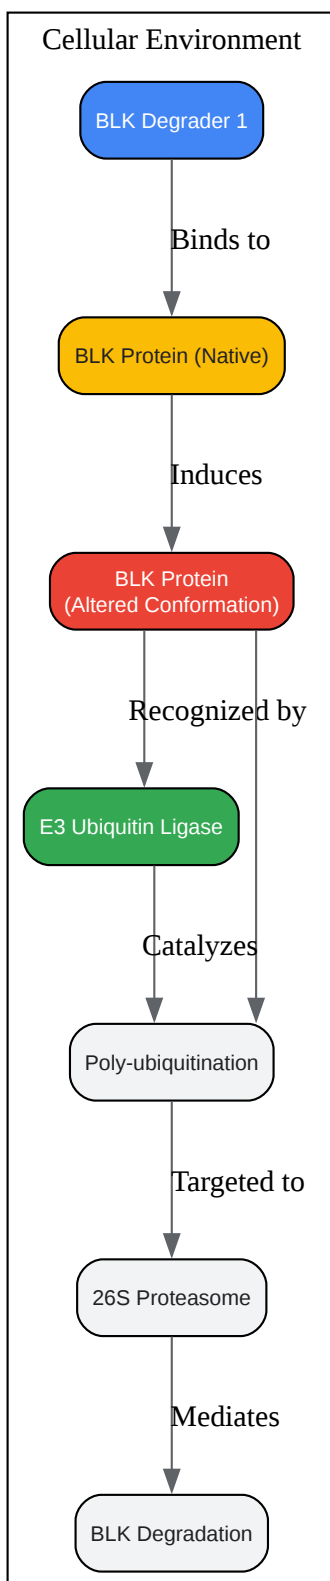 Cellular Environment
BLK Degrader 1
Binds to
BLK Protein (Native)
Induces
BLK Protein
(Altered Conformation)
Recognized by
E3 Ubiquitin Ligase
Catalyzes
Poly-ubiquitination
Targeted to
26S Proteasome
Mediates
BLK Degradation